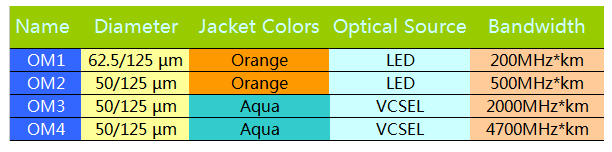 Name Diameter Jacket Colors Optical Source Bandwidth
OM1 62.5/125 µm Orange LED 200MHz*km
OM2 50/125 µm Orange LED 500MHz*km
OM3 50/125 µm Aqua VCSEL 2000MHz*km
OM4 50/125 µm Aqua VCSEL 4700MHz*km